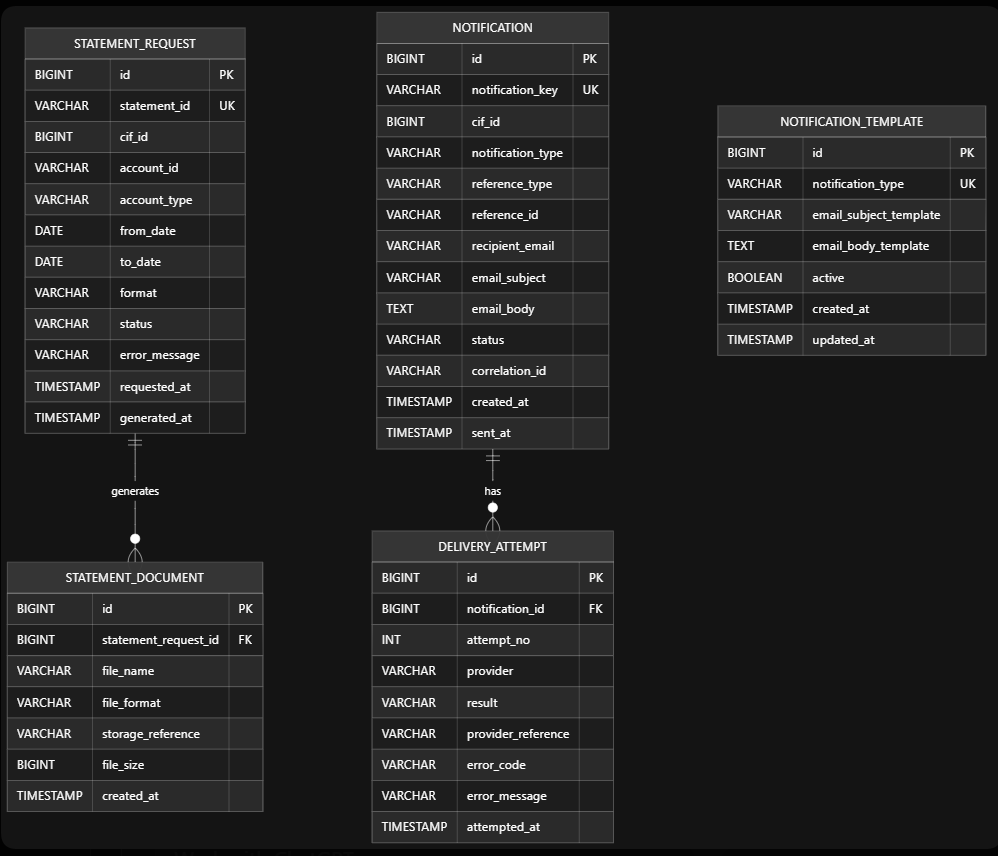 STATEMENT_REQUEST
BIGINT id PK
VARCHAR statement_id UK
BIGINT cif_id
VARCHAR account_id
VARCHAR account_type
DATE from_date
DATE to_date
VARCHAR format
VARCHAR status
VARCHAR error_message
TIMESTAMP requested_at
TIMESTAMP generated_at
generates
STATEMENT_DOCUMENT
BIGINT id PK
BIGINT statement_request_id FK
VARCHAR file_name
VARCHAR file_format
VARCHAR storage_reference
BIGINT file_size
TIMESTAMP created_at
NOTIFICATION
BIGINT id PK
VARCHAR notification_key UK
BIGINT cif_id
VARCHAR notification_type
VARCHAR reference_type
VARCHAR reference_id
VARCHAR recipient_email
VARCHAR email_subject
TEXT email_body
VARCHAR status
VARCHAR correlation_id
TIMESTAMP created_at
TIMESTAMP sent_at
has
DELIVERY_ATTEMPT
BIGINT id PK
BIGINT notification_id FK
INT attempt_no
VARCHAR provider
VARCHAR result
VARCHAR provider_reference
VARCHAR error_code
VARCHAR error_message
TIMESTAMP attempted_at
NOTIFICATION_TEMPLATE
BIGINT id PK
VARCHAR notification_type UK
VARCHAR email_subject_template
TEXT email_body_template
BOOLEAN active
TIMESTAMP created_at
TIMESTAMP updated_at